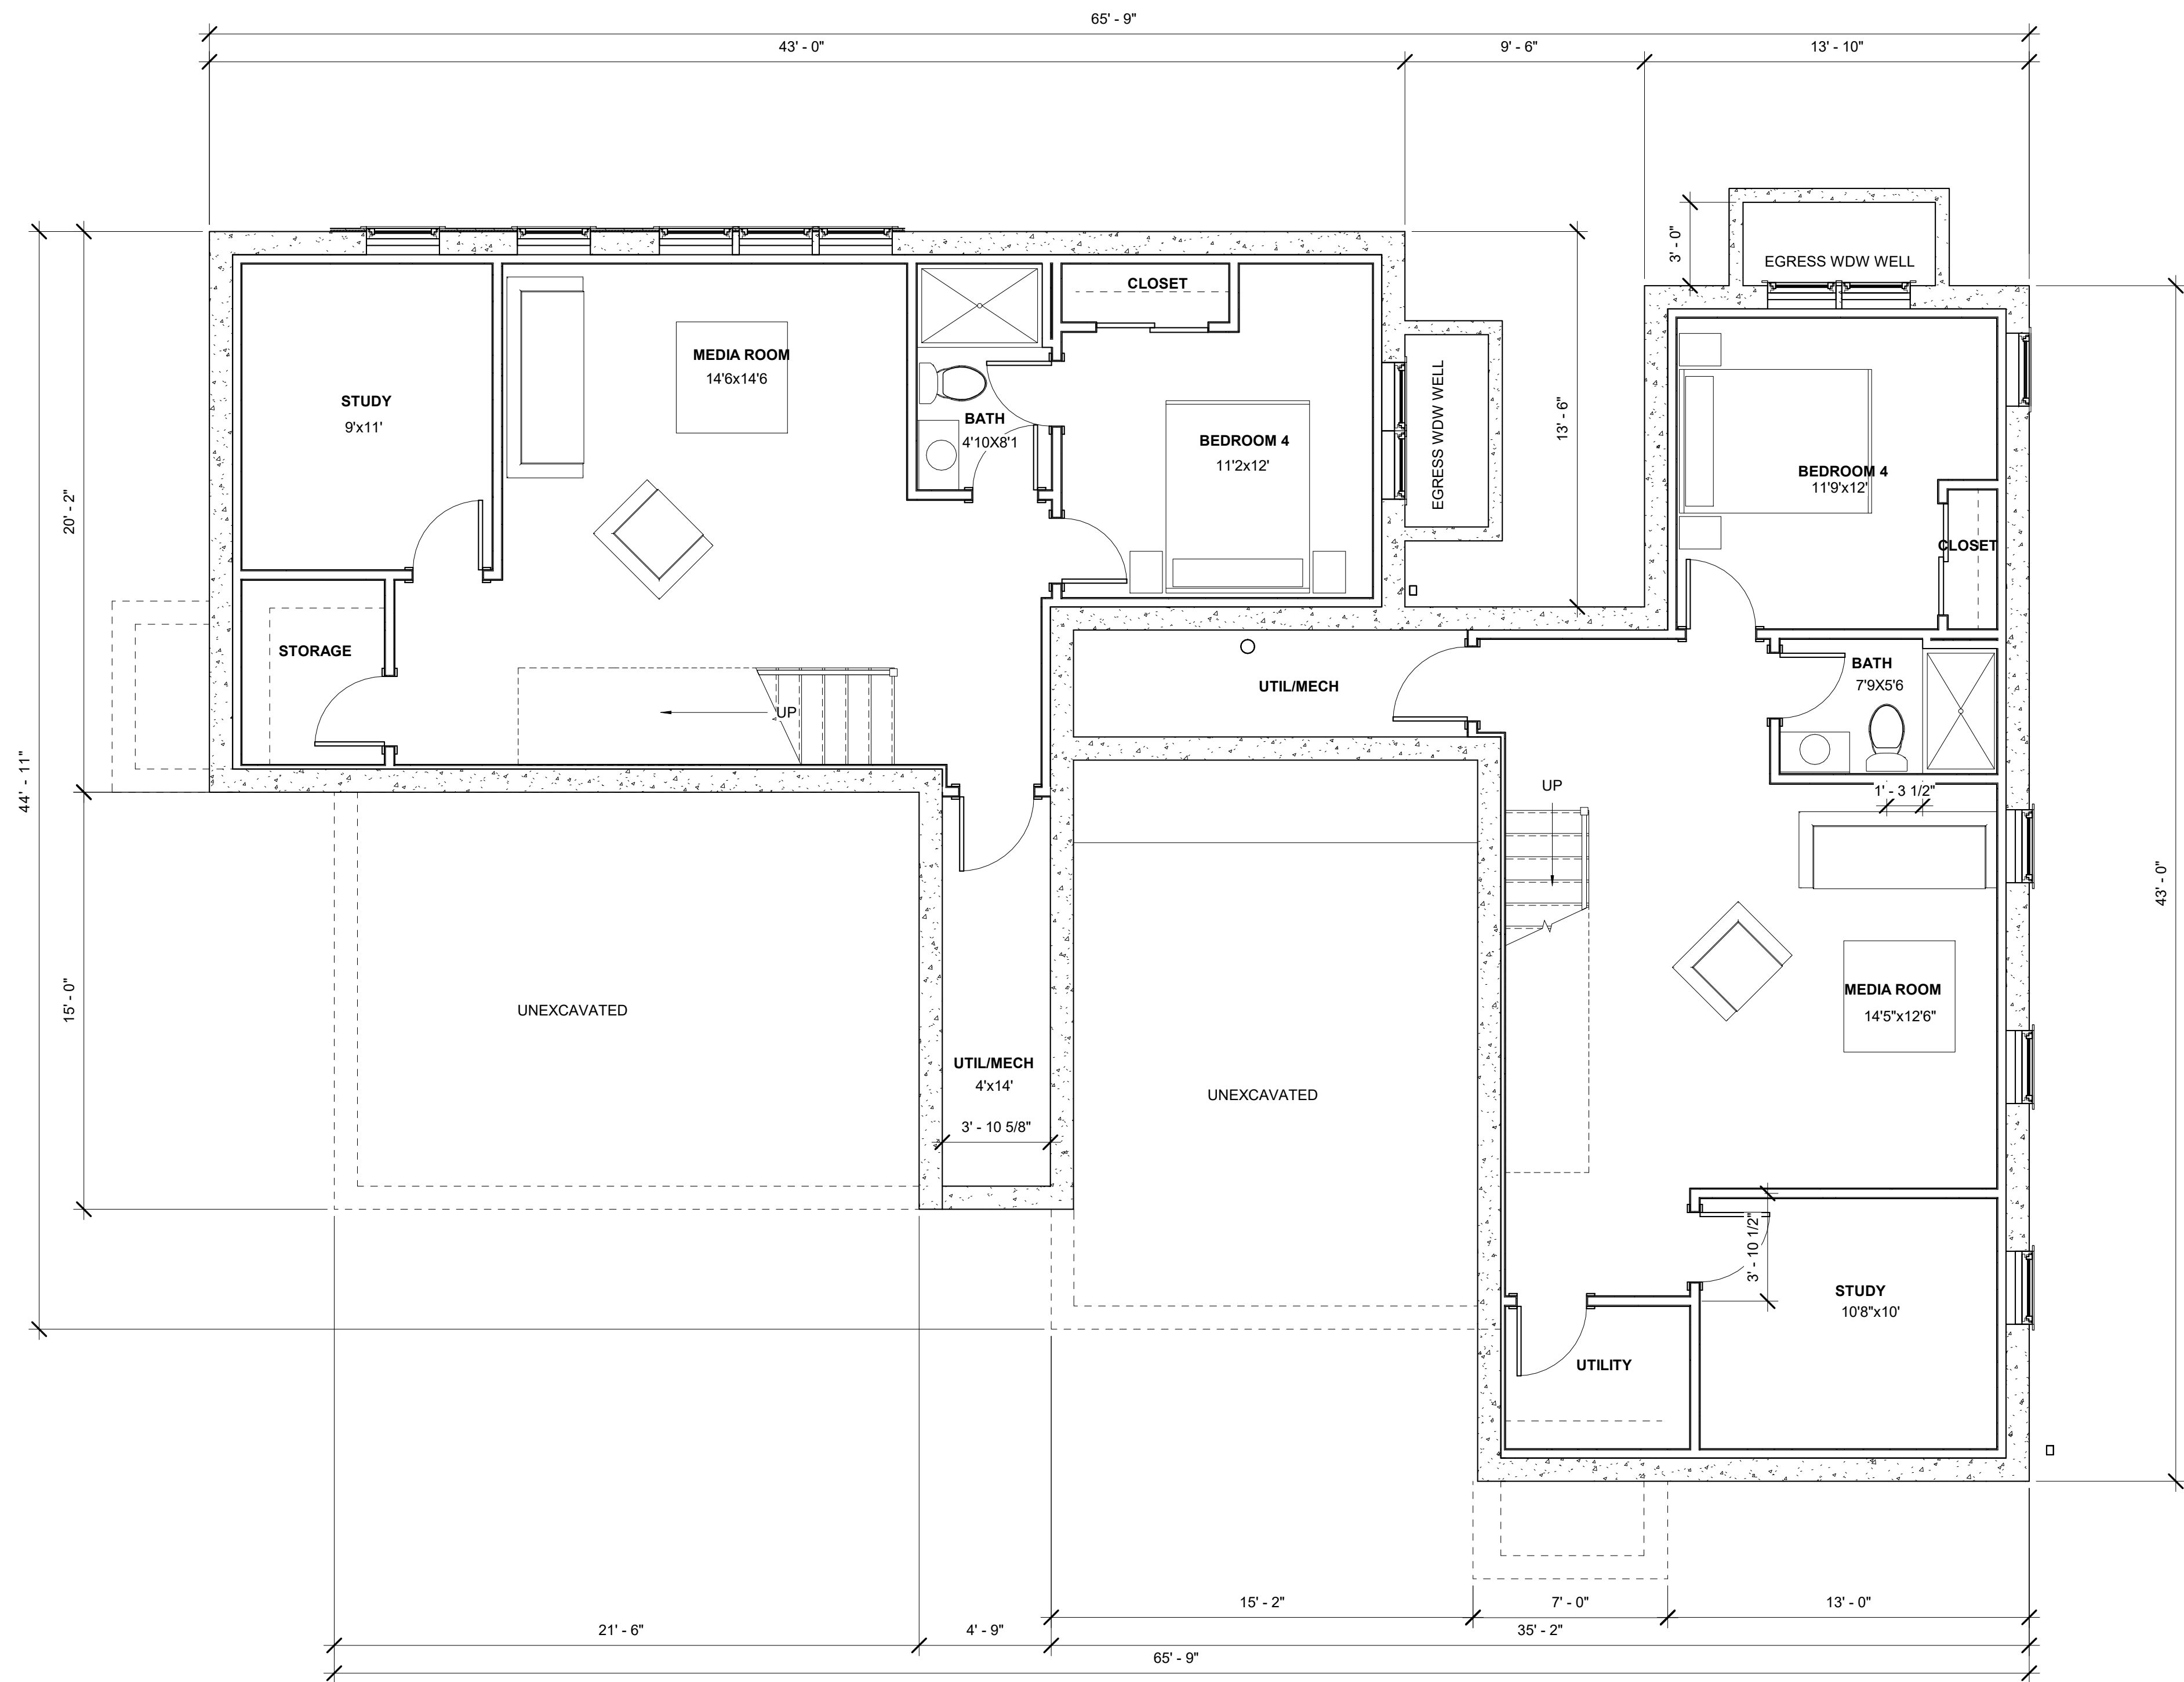 65' - 9"
43' - 0"
9' - 6"
13' - 10"
3' - 0"
EGRESS WDW WELL
CLOSET
MEDIA ROOM
14'6x14'6
STUDY
9'x11'
BATH
4'10X8'1
BEDROOM 4
11'2x12'
EGRESS WDW WELL
13' - 6"
BEDROOM 4
11'9'x12'
CLOSET
20' - 2"
STORAGE
UP
UTIL/MECH
BATH
7'9X5'6
44' - 11"
UP
1' - 3 1/2"
43' - 0"
15' - 0"
UNEXCAVATED
MEDIA ROOM
14'5"x12'6"
UTIL/MECH
4'x14'
UNEXCAVATED
3' - 10 5/8"
3' - 10 1/2"
STUDY
10'8"x10'
UTILITY
15' - 2"
7' - 0"
13' - 0"
21' - 6"
4' - 9"
35' - 2"
65' - 9"